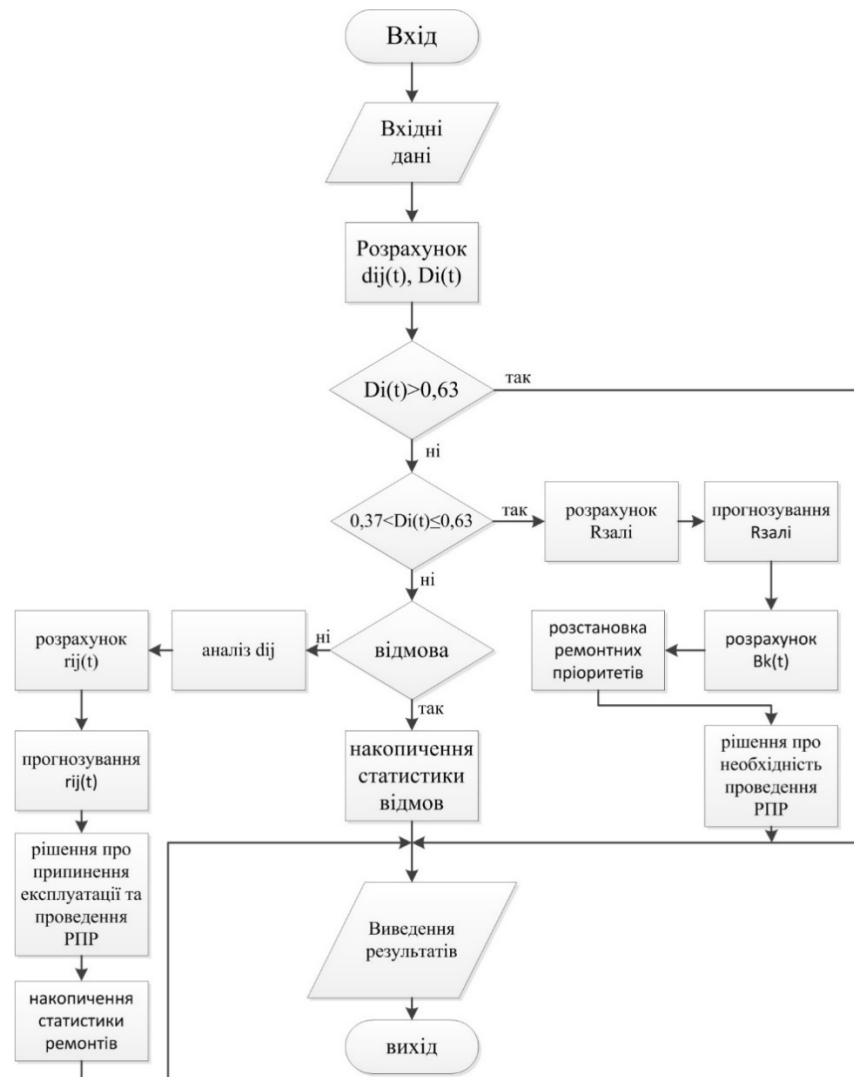 Вхід
Вхідні
дані
Розрахунок
dij(t), Di(t)
Di(t)>0,63
так
ні
0,37<Di(t)≤0,63
так
розрахунок
Rзалі
прогнозування
Rзалі
ні
розрахунок
rij(t)
аналіз dij
ні
відмова
розстановка
ремонтних
пріоритетів
розрахунок
Bk(t)
так
прогнозування
rij(t)
накопичення
статистики
відмов
рішення про
необхідність
проведення
РПР
рішення про
припинення
експлуатації та
проведення
РПР
Виведення
результатів
накопичення
статистики
ремонтів
вихід